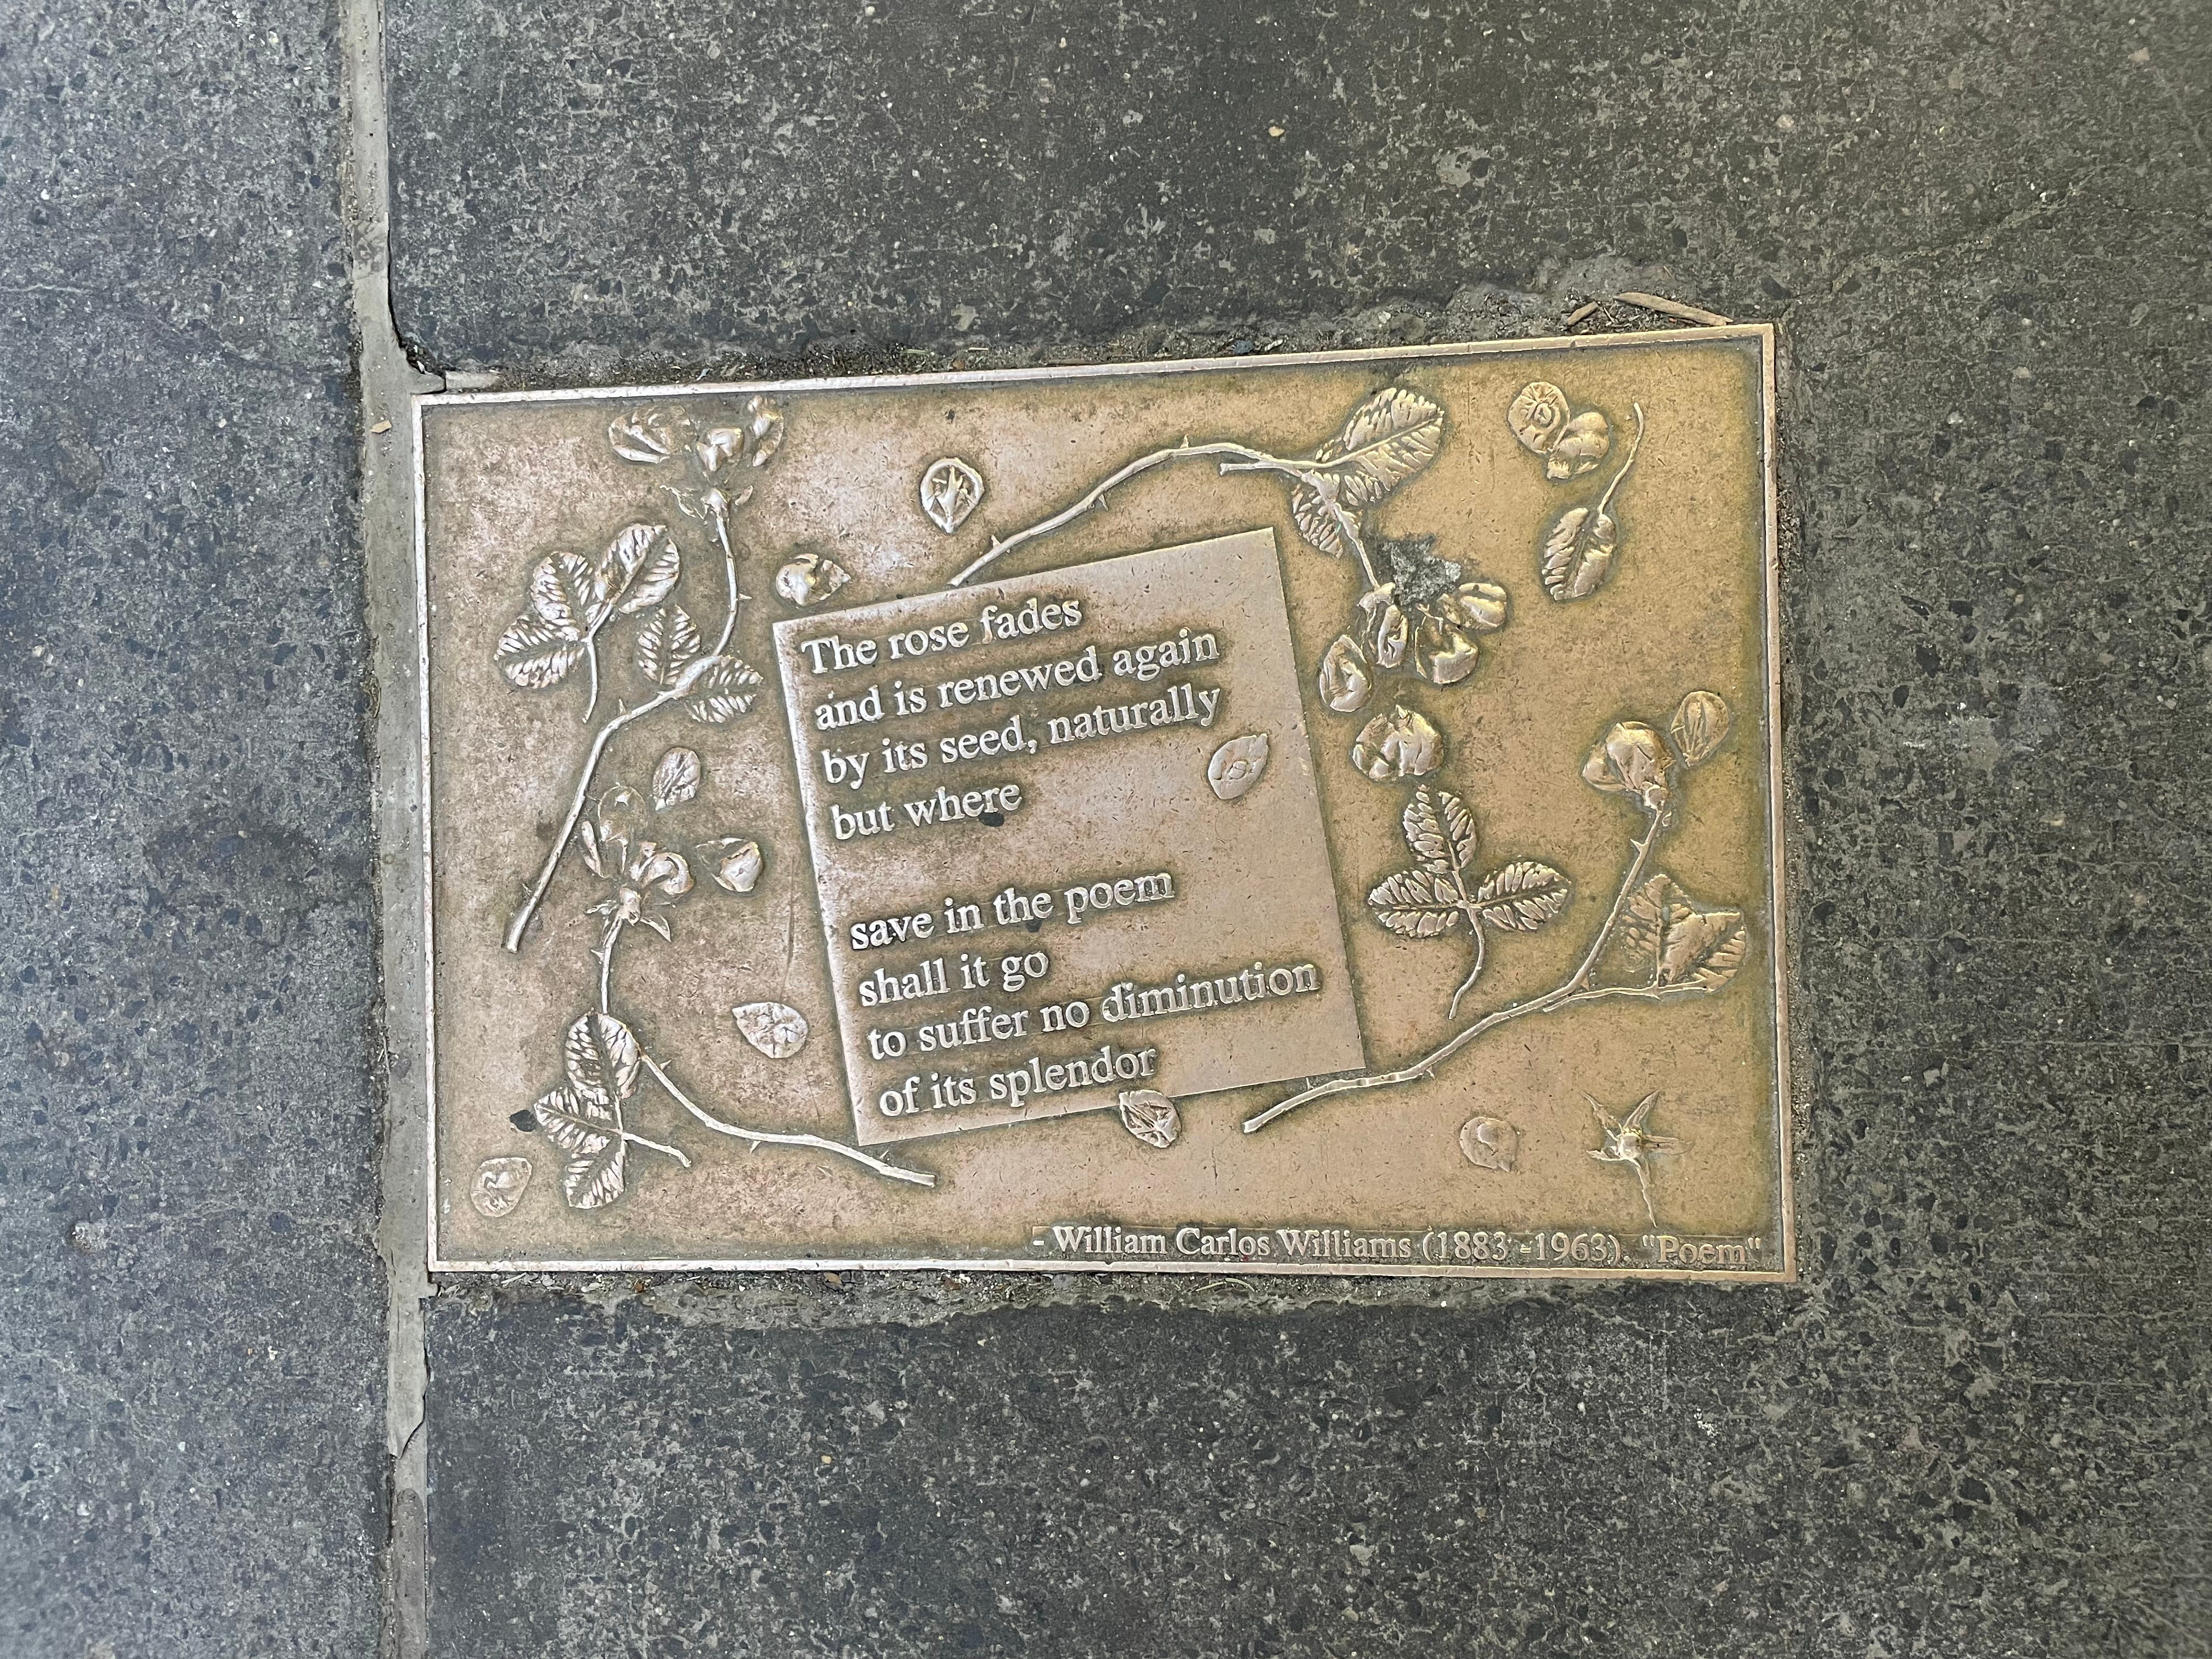 The rose fades
and is renewed again
by its seed, naturally
but where
save in the poem
shall it go
to suffer no diminution
of its splendor
- William Carlos Williams (1883 -1963). "Poem"